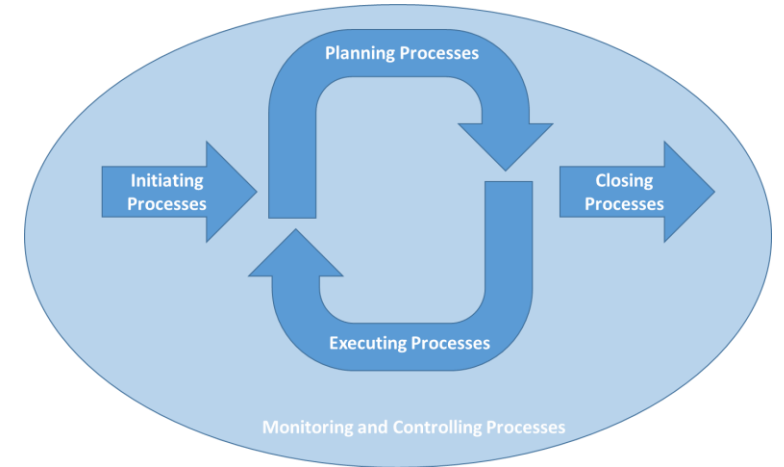 Planning Processes
Initiating
Processes
Closing
Processes
Executing Processes
Monitoring and Controlling Processes